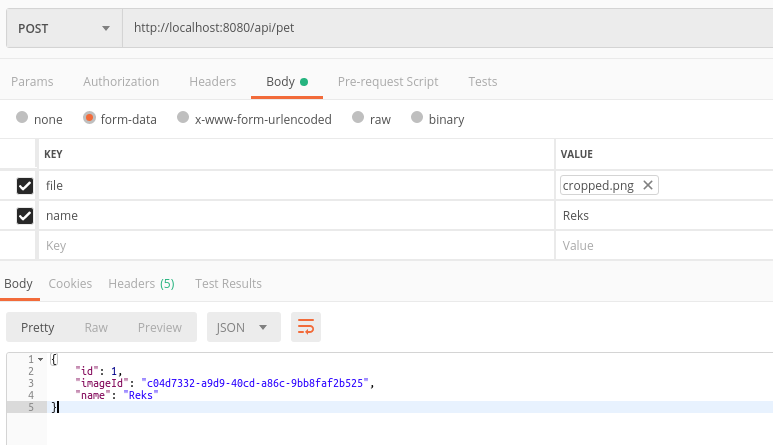 POST http://localhost:8080/api/pet
Params Authorization Headers Body Pre-request Script Tests
none form-data x-www-form-urlencoded raw binary
KEY VALUE
file cropped.png
name Reks
Key Value
Body Cookies Headers (5) Test Results
Pretty Raw Preview JSON
1 {
2 "id": 1,
3 "imageId": "c04d7332-a9d9-40cd-a86c-9bb8faf2b525",
4 "name": "Reks"
5 }